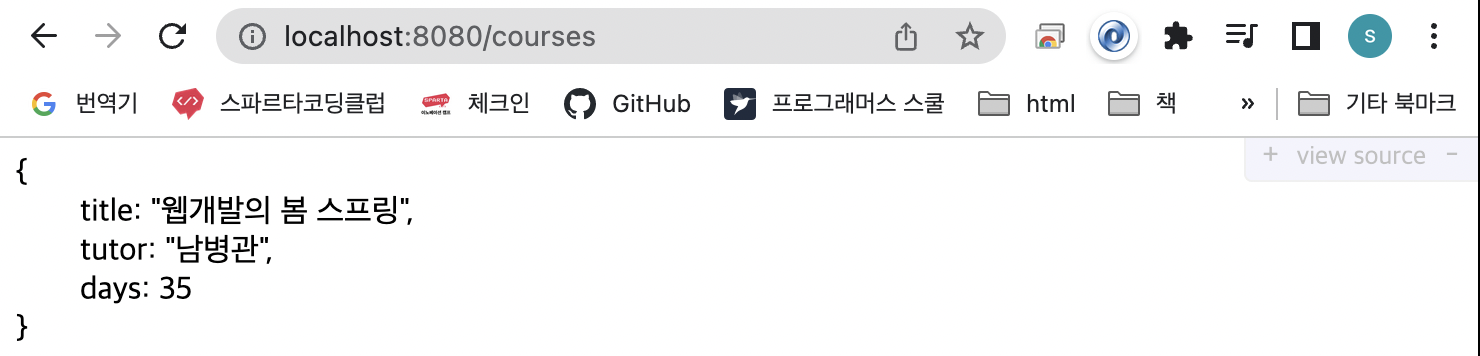 localhost:8080/courses
S
번역기 스파르타코딩클럽 체크인 GitHub 프로그래머스 스쿨 html 책 » 기타 북마크
+ view source -
{
title: "웹개발의 봄 스프링",
tutor: "남병관",
days: 35
}